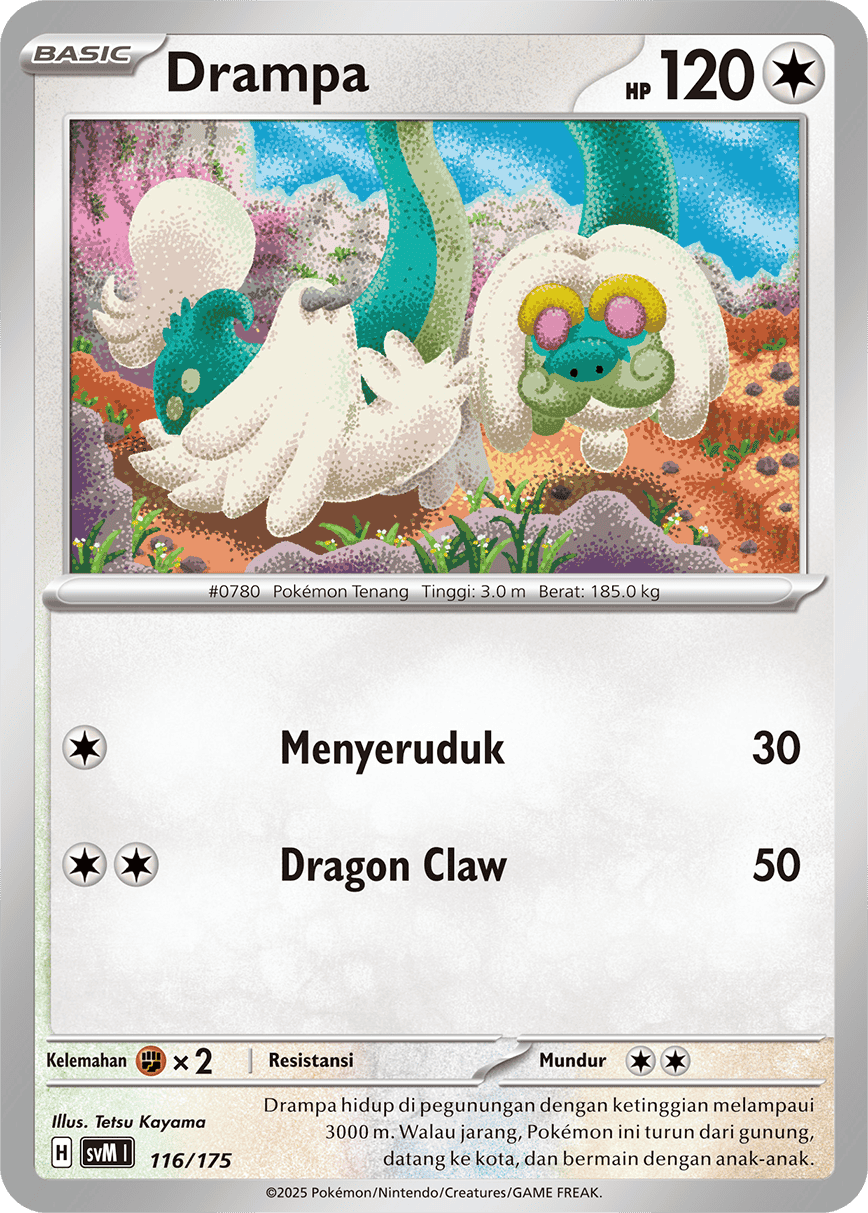 BASIC
Drampa
HP 120
#0780 Pokémon Tenang Tinggi: 3.0 m Berat: 185.0 kg
Menyeruduk 30
Dragon Claw 50
Kelemahan ×2 Resistansi Mundur
Illus. Tetsu Kayama
Drampa hidup di pegunungan dengan ketinggian melampaui
3000 m. Walau jarang, Pokémon ini turun dari gunung,
datang ke kota, dan bermain dengan anak-anak.
H svM I 116/175
©2025 Pokémon/Nintendo/Creatures/GAME FREAK.